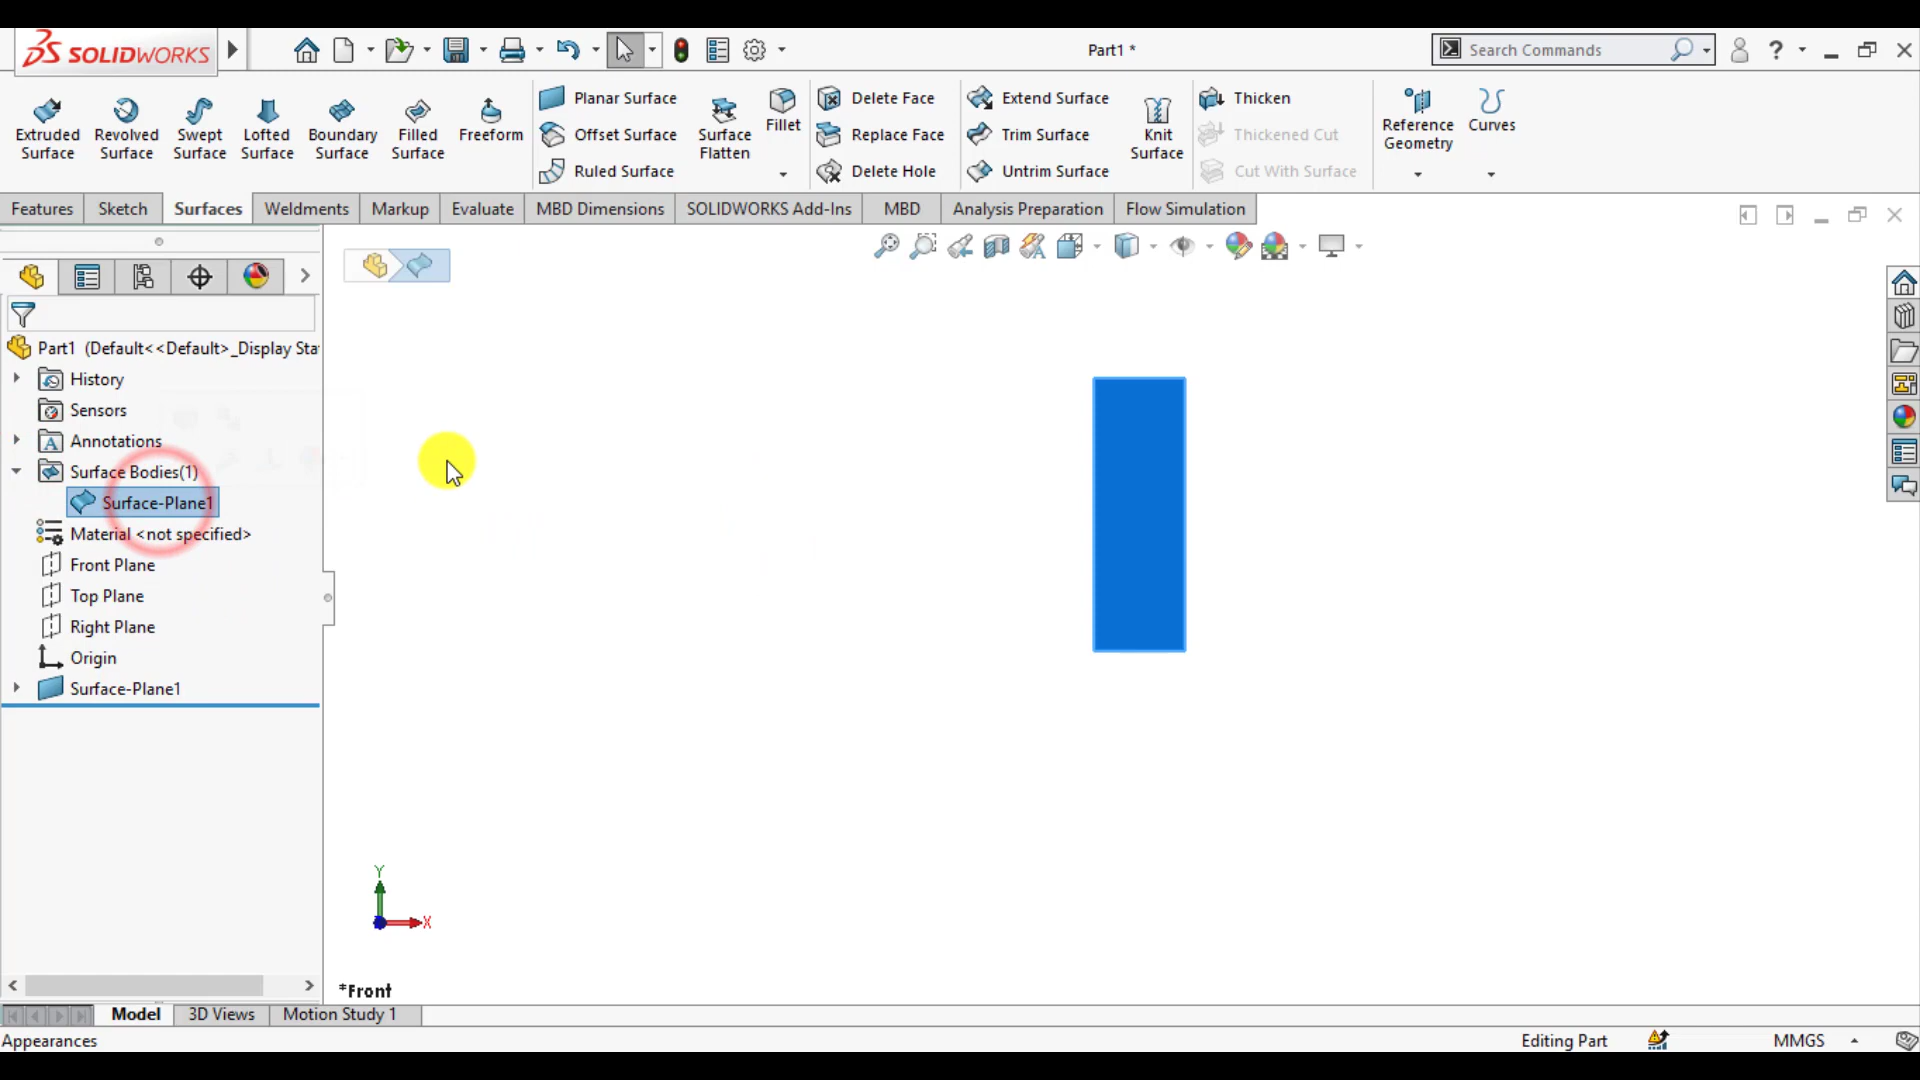 SOLIDWORKS
Part1 *
Search Commands
?
Extruded Surface
Revolved Surface
Swept Surface
Lofted Surface
Boundary Surface
Filled Surface
Freeform
Planar Surface
Offset Surface
Ruled Surface
Surface Flatten
Fillet
Delete Face
Replace Face
Delete Hole
Extend Surface
Trim Surface
Untrim Surface
Knit Surface
Thicken
Thickened Cut
Cut With Surface
Reference Geometry
Curves
Features
Sketch
Surfaces
Weldments
Markup
Evaluate
MBD Dimensions
SOLIDWORKS Add-Ins
MBD
Analysis Preparation
Flow Simulation
Part1 (Default<<Default>_Display Sta
History
Sensors
Annotations
Surface Bodies(1)
Surface-Plane1
Material <not specified>
Front Plane
Top Plane
Right Plane
Origin
Surface-Plane1
Y
X
*Front
Model
3D Views
Motion Study 1
Appearances
Editing Part
MMGS